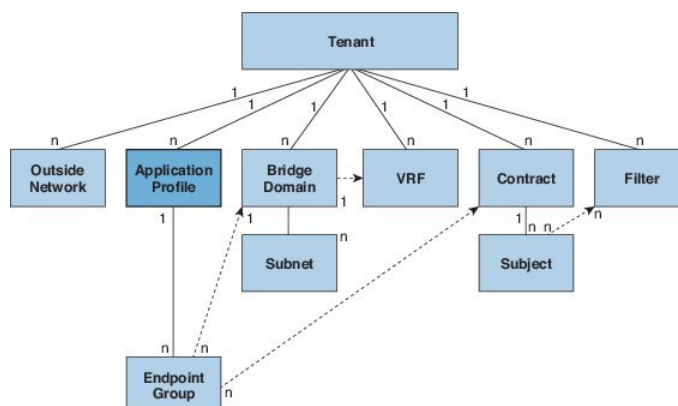 Tenant
1
1
1
1
1
1
n
n
n
n
n
n
Outside
Network
Application
Profile
Bridge
Domain
VRF
Contract
Filter
1
1
1
1
n
n
n
n
Subnet
Subject
n
n
Endpoint
Group
n